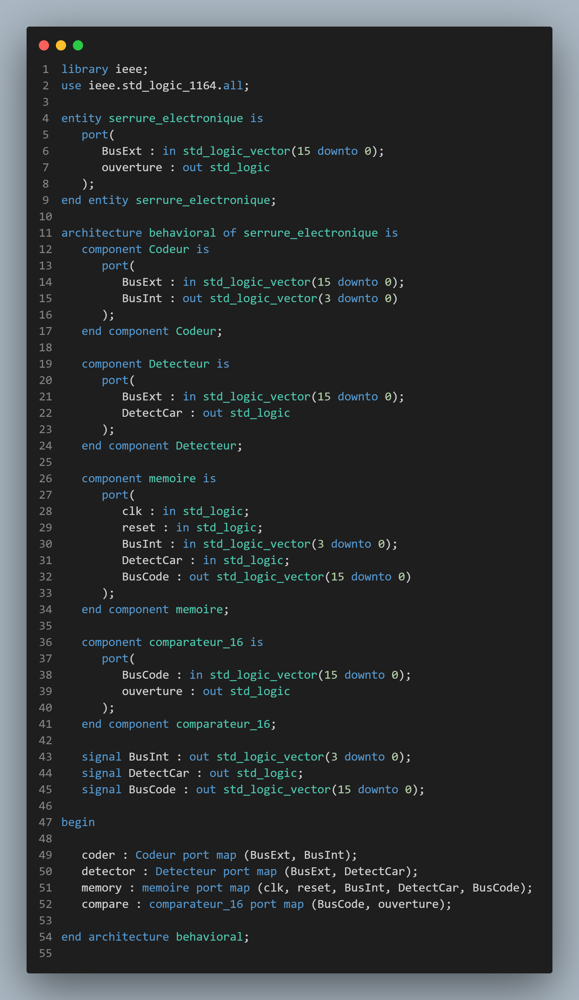 1 library ieee;
2 use ieee.std_logic_1164.all;
3
4 entity serrure_electronique is
5    port(
6       BusExt : in std_logic_vector(15 downto 0);
7       ouverture : out std_logic
8    );
9 end entity serrure_electronique;
10
11 architecture behavioral of serrure_electronique is
12    component Codeur is
13       port(
14          BusExt : in std_logic_vector(15 downto 0);
15          BusInt : out std_logic_vector(3 downto 0)
16       );
17    end component Codeur;
18
19    component Detecteur is
20       port(
21          BusExt : in std_logic_vector(15 downto 0);
22          DetectCar : out std_logic
23       );
24    end component Detecteur;
25
26    component memoire is
27       port(
28          clk : in std_logic;
29          reset : in std_logic;
30          BusInt : in std_logic_vector(3 downto 0);
31          DetectCar : in std_logic;
32          BusCode : out std_logic_vector(15 downto 0)
33       );
34    end component memoire;
35
36    component comparateur_16 is
37       port(
38          BusCode : in std_logic_vector(15 downto 0);
39          ouverture : out std_logic
40       );
41    end component comparateur_16;
42
43    signal BusInt : out std_logic_vector(3 downto 0);
44    signal DetectCar : out std_logic;
45    signal BusCode : out std_logic_vector(15 downto 0);
46
47 begin
48
49    coder : Codeur port map (BusExt, BusInt);
50    detector : Detecteur port map (BusExt, DetectCar);
51    memory : memoire port map (clk, reset, BusInt, DetectCar, BusCode);
52    compare : comparateur_16 port map (BusCode, ouverture);
53
54 end architecture behavioral;
55